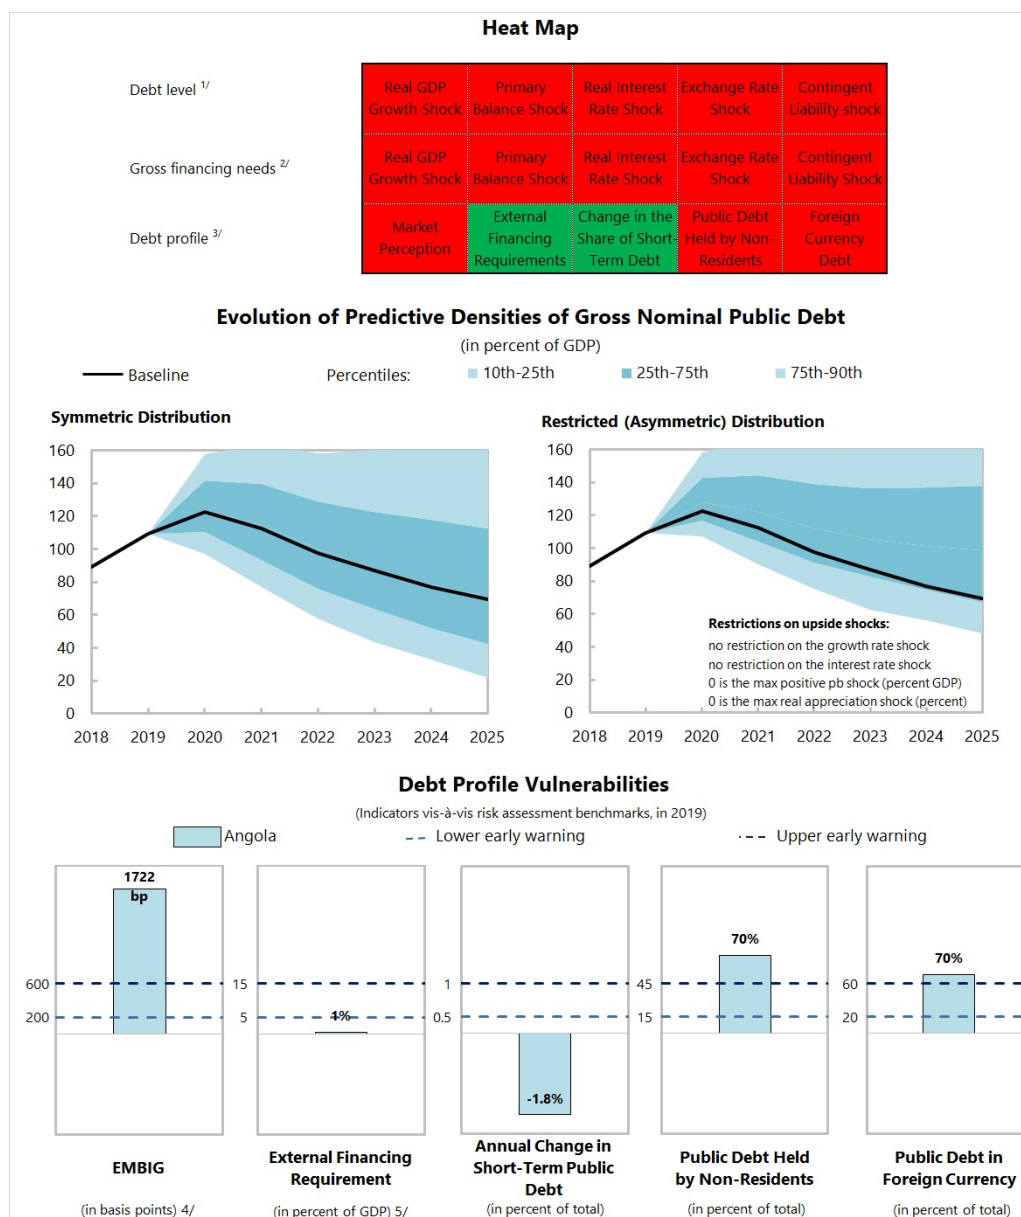 Heat Map
Debt level 1/
Real GDP Growth Shock
Primary Balance Shock
Real Interest Rate Shock
Exchange Rate Shock
Contingent Liability shock
Gross financing needs 2/
Real GDP Growth Shock
Primary Balance Shock
Real Interest Rate Shock
Exchange Rate Shock
Contingent Liability Shock
Debt profile 3/
Market Perception
External Financing Requirements
Change in the Share of Short-Term Debt
Public Debt Held by Non-Residents
Foreign Currency Debt
Evolution of Predictive Densities of Gross Nominal Public Debt
(in percent of GDP)
Baseline Percentiles: 10th-25th 25th-75th 75th-90th
Symmetric Distribution
160
140
120
100
80
60
40
20
0
2018 2019 2020 2021 2022 2023 2024 2025
Restricted (Asymmetric) Distribution
160
140
120
100
80
60
40
20
0
Restrictions on upside shocks:
no restriction on the growth rate shock
no restriction on the interest rate shock
0 is the max positive pb shock (percent GDP)
0 is the max real appreciation shock (percent)
2018 2019 2020 2021 2022 2023 2024 2025
Debt Profile Vulnerabilities
(Indicators vis-à-vis risk assessment benchmarks, in 2019)
Angola Lower early warning Upper early warning
1722
bp
600
200
EMBIG
(in basis points) 4/
15
5
1%
External Financing
Requirement
(in percent of GDP) 5/
1
0.5
-1.8%
Annual Change in
Short-Term Public
Debt
(in percent of total)
70%
45
15
Public Debt Held
by Non-Residents
(in percent of total)
70%
60
20
Public Debt in
Foreign Currency
(in percent of total)